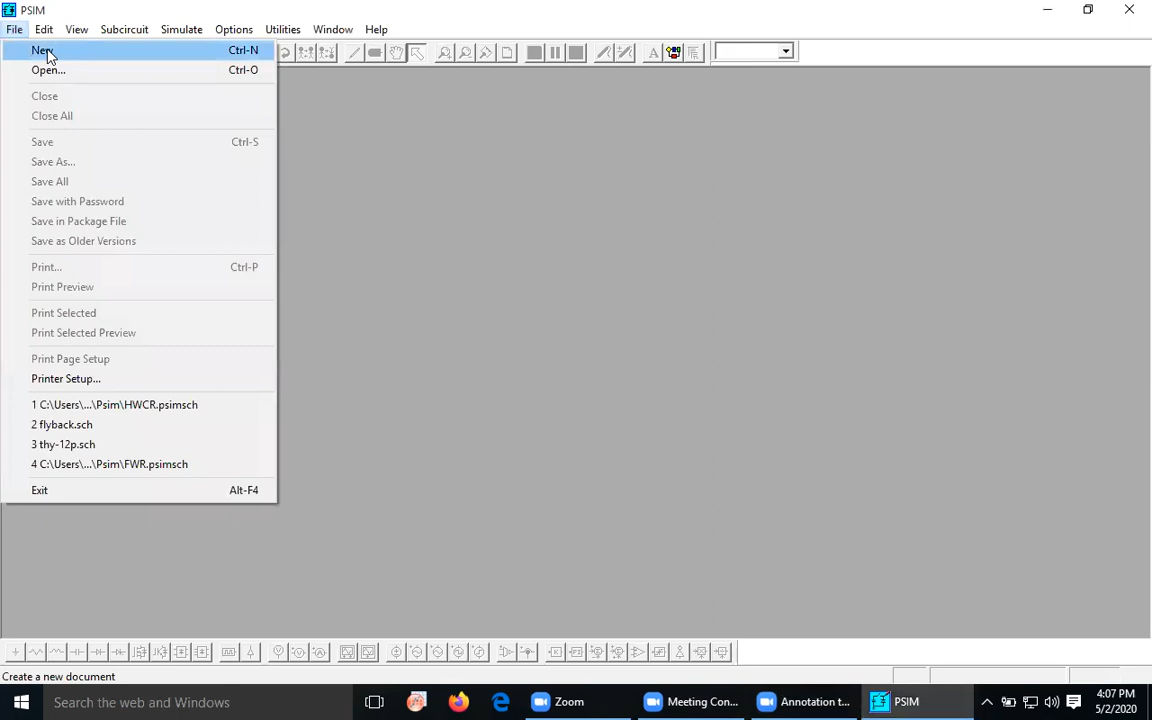 PSIM
File Edit View Subcircuit Simulate Options Utilities Window Help
New Ctrl-N
Open... Ctrl-O
Close
Close All
Save Ctrl-S
Save As...
Save All
Save with Password
Save in Package File
Save as Older Versions
Print... Ctrl-P
Print Preview
Print Selected
Print Selected Preview
Print Page Setup
Printer Setup...
1 C:\Users\...\Psim\HWCR.psimsch
2 flyback.sch
3 thy-12p.sch
4 C:\Users\...\Psim\FWR.psimsch
Exit Alt-F4
Create a new document
Search the web and Windows
Zoom
Meeting Con...
Annotation t...
PSIM
4:07 PM
5/2/2020